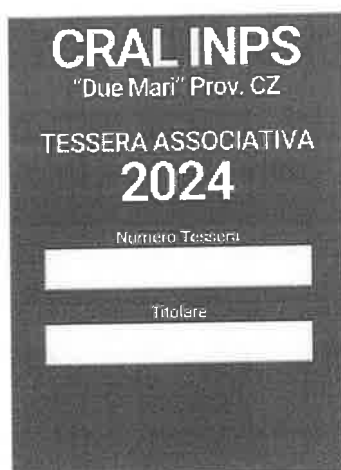 CRAL INPS
"Due Mari" Prov. CZ
TESSERA ASSOCIATIVA
2024
Numero Tessera
Titolare